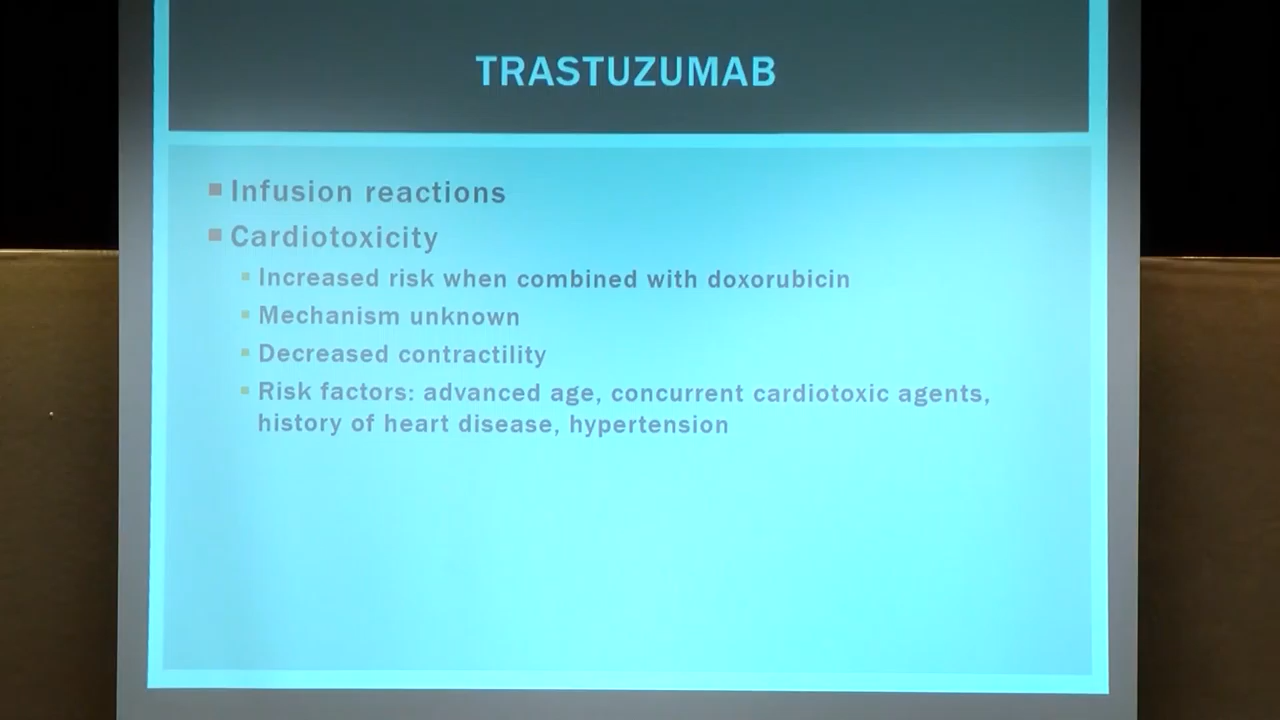 TRASTUZUMAB
Infusion reactions
Cardiotoxicity
Increased risk when combined with doxorubicin
Mechanism unknown
Decreased contractility
Risk factors: advanced age, concurrent cardiotoxic agents,
history of heart disease, hypertension